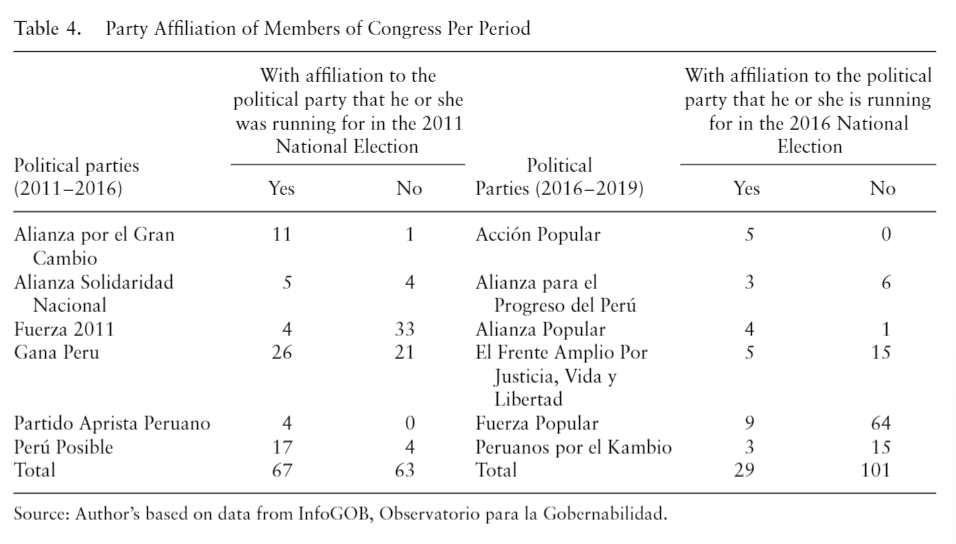 Table 4. Party Affiliation of Members of Congress Per Period
With affiliation to the political party that he or she was running for in the 2011 National Election
With affiliation to the political party that he or she is running for in the 2016 National Election
Political parties (2011–2016) Yes No Political Parties (2016–2019) Yes No
Alianza por el Gran 11 1 Acción Popular 5 0
Cambio
Alianza Solidaridad 5 4 Alianza para el 3 6
Nacional Progreso del Perú
Fuerza 2011 4 33 Alianza Popular 4 1
Gana Peru 26 21 El Frente Amplio Por 5 15
Justicia, Vida y
Libertad
Partido Aprista Peruano 4 0 Fuerza Popular 9 64
Perú Posible 17 4 Peruanos por el Kambio 3 15
Total 67 63 Total 29 101
Source: Author's based on data from InfoGOB, Observatorio para la Gobernabilidad.